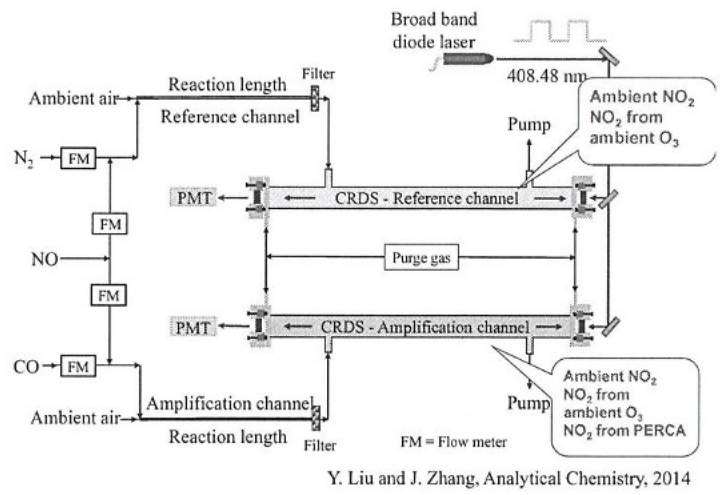 Broad band
diode laser
408.48 nm
Ambient NO₂
NO₂ from
ambient O₃
Filter
Reaction length
Ambient air
Reference channel
Pump
N₂
FM
PMT
CRDS - Reference channel
FM
NO
Purge gas
FM
PMT
CRDS - Amplification channel
CO
FM
Ambient NO₂
NO₂ from
ambient O₃
NO₂ from PERCA
Amplification channel
Pump
Ambient air
Reaction length
Filter
FM = Flow meter
Y. Liu and J. Zhang, Analytical Chemistry, 2014